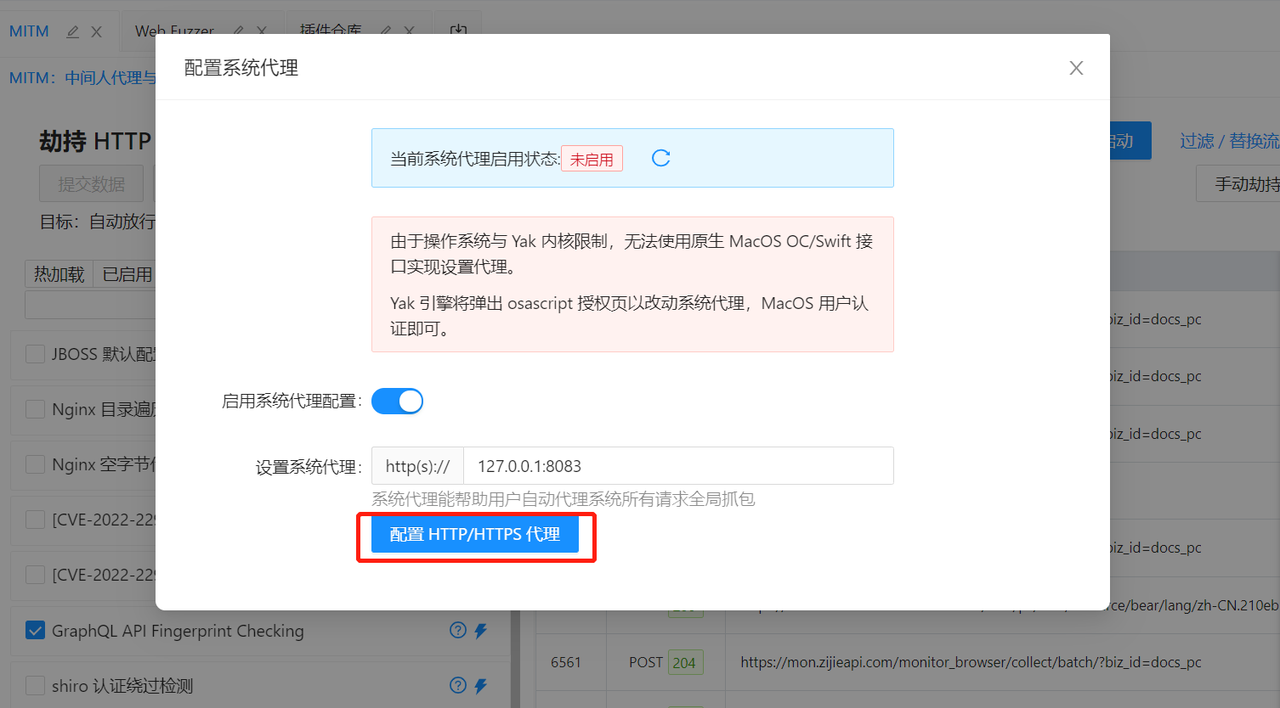 MITM
Web Fuzzer
插件仓库
MITM：中间人代理与
配置系统代理
劫持 HTTP
启动
过滤 / 替换流
提交数据
手动劫持
目标：自动放行
热加载 已启用
当前系统代理启用状态: 未启用
由于操作系统与 Yak 内核限制，无法使用原生 MacOS OC/Swift 接
口实现设置代理。
Yak 引擎将弹出 osascript 授权页以改动系统代理，MacOS 用户认
证即可。
启用系统代理配置：
设置系统代理： http(s):// 127.0.0.1:8083
系统代理能帮助用户自动代理系统所有请求全局抓包
配置 HTTP/HTTPS 代理
JBOSS 默认配
Nginx 目录遍
Nginx 空字节
[CVE-2022-22
[CVE-2022-22
GraphQL API Fingerprint Checking
shiro 认证绕过检测
biz_id=docs_pc
biz_id=docs_pc
biz_id=docs_pc
biz_id=docs_pc
rce/bear/lang/zh-CN.210eb
6561 POST 204 https://mon.zijieapi.com/monitor_browser/collect/batch/?biz_id=docs_pc